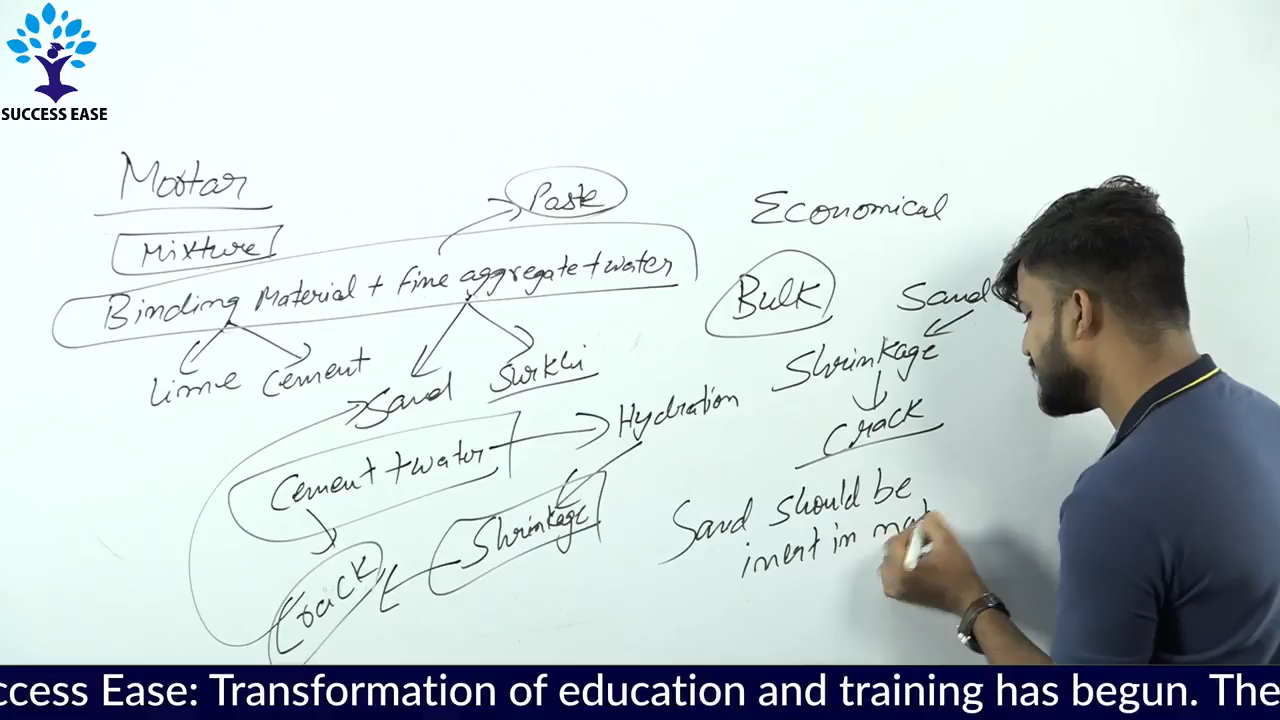 SUCCESS EASE
Mortar
Mixture
Paste
Binding Material + fine aggregate + water
Lime Cement
Sand Surkhi
Cement + water
Hydration
Shrinkage
Crack
Economical
Bulk
Sand
Shrinkage
Crack
Sand should be
inert in nat
ccess Ease: Transformation of education and training has begun. The